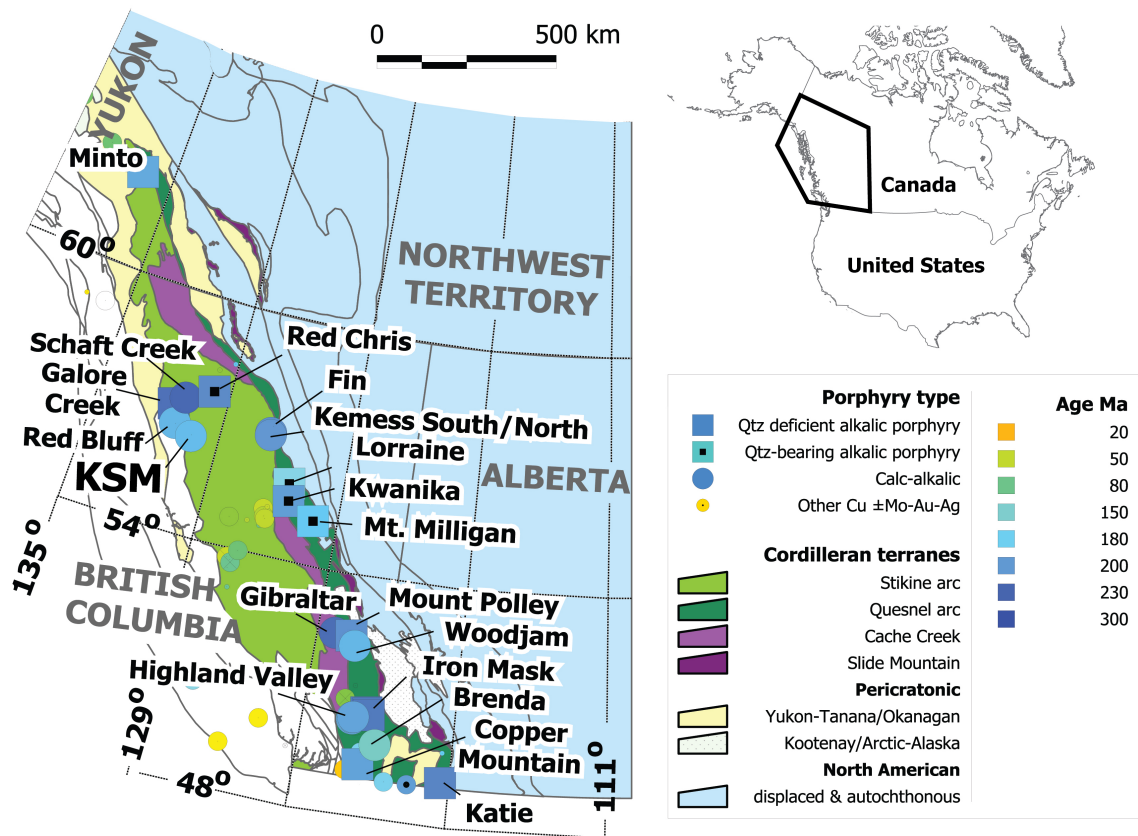 0 500 km
YUKON
Minto
60°
NORTHWEST
TERRITORY
Schaft Creek
Red Chris
Galore
Creek
Fin
Red Bluff
Kemess South/North
KSM
Lorraine
ALBERTA
Kwanika
54°
Mt. Milligan
135°
BRITISH
COLUMBIA
Gibraltar
Mount Polley
Woodjam
Highland Valley
Iron Mask
Brenda
Copper
Mountain
129°
48°
Katie
111°
Canada
United States
Porphyry type
Qtz deficient alkalic porphyry
Qtz-bearing alkalic porphyry
Calc-alkalic
Other Cu ±Mo-Au-Ag
Cordilleran terranes
Stikine arc
Quesnel arc
Cache Creek
Slide Mountain
Pericratonic
Yukon-Tanana/Okanagan
Kootenay/Arctic-Alaska
North American
displaced & autochthonous
Age Ma
20
50
80
150
180
200
230
300